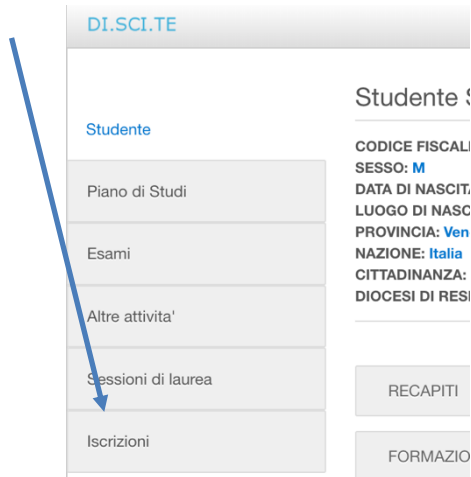 DI.SCI.TE
Studente
Piano di Studi
Esami
Altre attivita'
Sessioni di laurea
Iscrizioni
Studente S
CODICE FISCAL
SESSO: M
DATA DI NASCIT
LUOGO DI NASC
PROVINCIA: Ven
NAZIONE: Italia
CITTADINANZA:
DIOCESI DI RES
RECAPITI
FORMAZIO